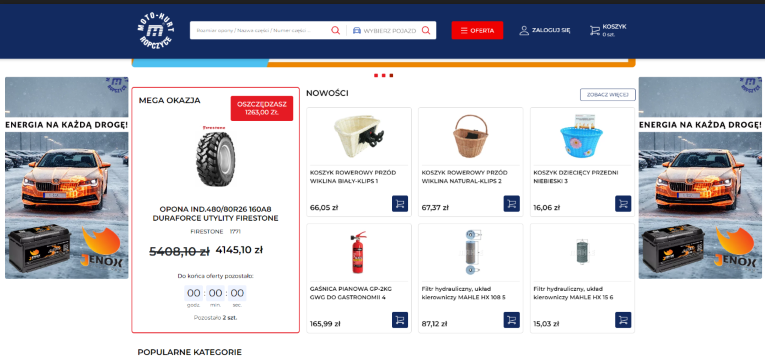 MOTO-HURT
ROPCZYCE
Rozmiar opony / Nazwa części / Numer części...
WYBIERZ POJAZD
OFERTA
ZALOGUJ SIĘ
KOSZYK
0 szt.
ENERGIA NA KAŻDĄ DROGĘ!
JENOX
MEGA OKAZJA
OSZCZĘDZASZ
1263,00 ZŁ
Firestone
OPONA IND.480/80R26 160A8
DURAFORCE UTYLITY FIRESTONE
FIRESTONE 1771
5408,10 zł 4145,10 zł
Do końca oferty pozostało:
00 : 00 : 00
godz. min. sec
Pozostało 2 szt.
NOWOŚCI
ZOBACZ WIĘCEJ
KOSZYK ROWEROWY PRZÓD
WIKLINA BIAŁY-KLIPS 1
66,05 zł
KOSZYK ROWEROWY PRZÓD
WIKLINA NATURAL-KLIPS 2
67,37 zł
KOSZYK DZIECIĘCY PRZEDNI
NIEBIESKI 3
16,06 zł
GAŚNICA PIANOWA GP-2KG
GWG DO GASTRONOMII 4
165,99 zł
Filtr hydrauliczny, układ
kierowniczy MAHLE HX 108 5
87,12 zł
Filtr hydrauliczny, układ
kierowniczy MAHLE HX 15 6
15,03 zł
ENERGIA NA KAŻDĄ DROGĘ!
JENOX
POPULARNE KATEGORIE